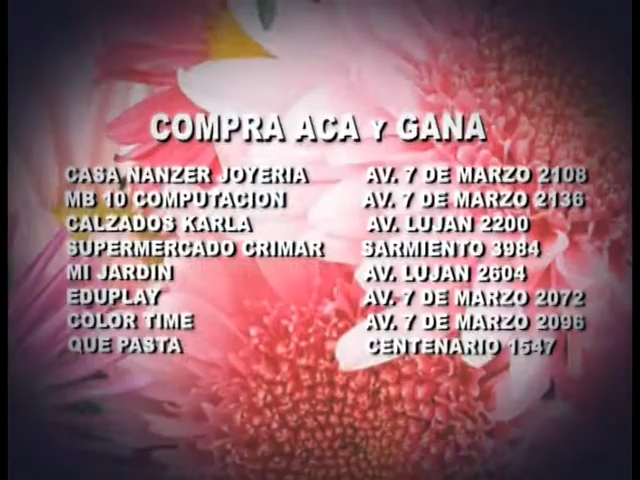 COMPRA ACA Y GANA
CASA NANZER JOYERIA AV. 7 DE MARZO 2108
MB 10 COMPUTACION AV. 7 DE MARZO 2136
CALZADOS KARLA AV. LUJAN 2200
SUPERMERCADO CRIMAR SARMIENTO 3984
MI JARDIN AV. LUJAN 2604
EDUPLAY AV. 7 DE MARZO 2072
COLOR TIME AV. 7 DE MARZO 2096
QUE PASTA CENTENARIO 1547